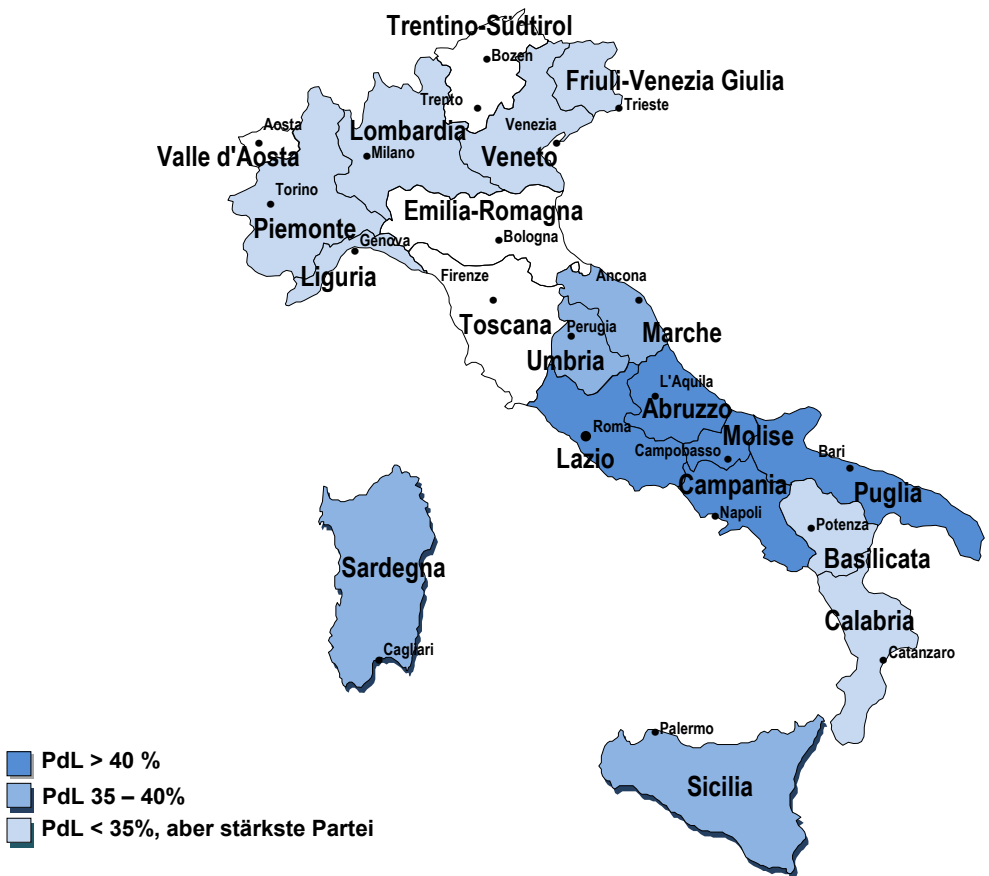 Trentino-Südtirol
Bozen
Friuli-Venezia Giulia
Trento
Trieste
Aosta
Lombardia
Venezia
Valle d'Aosta
Milano
Veneto
Torino
Emilia-Romagna
Piemonte
Genova
Bologna
Liguria
Firenze
Ancona
Toscana
Perugia
Marche
Umbria
L'Aquila
Abruzzo
Roma
Molise
Lazio
Campobasso
Bari
Campania
Puglia
Napoli
Potenza
Sardegna
Basilicata
Calabria
Cagliari
Catanzaro
Palermo
Sicilia
PdL > 40 %
PdL 35 – 40%
PdL < 35%, aber stärkste Partei